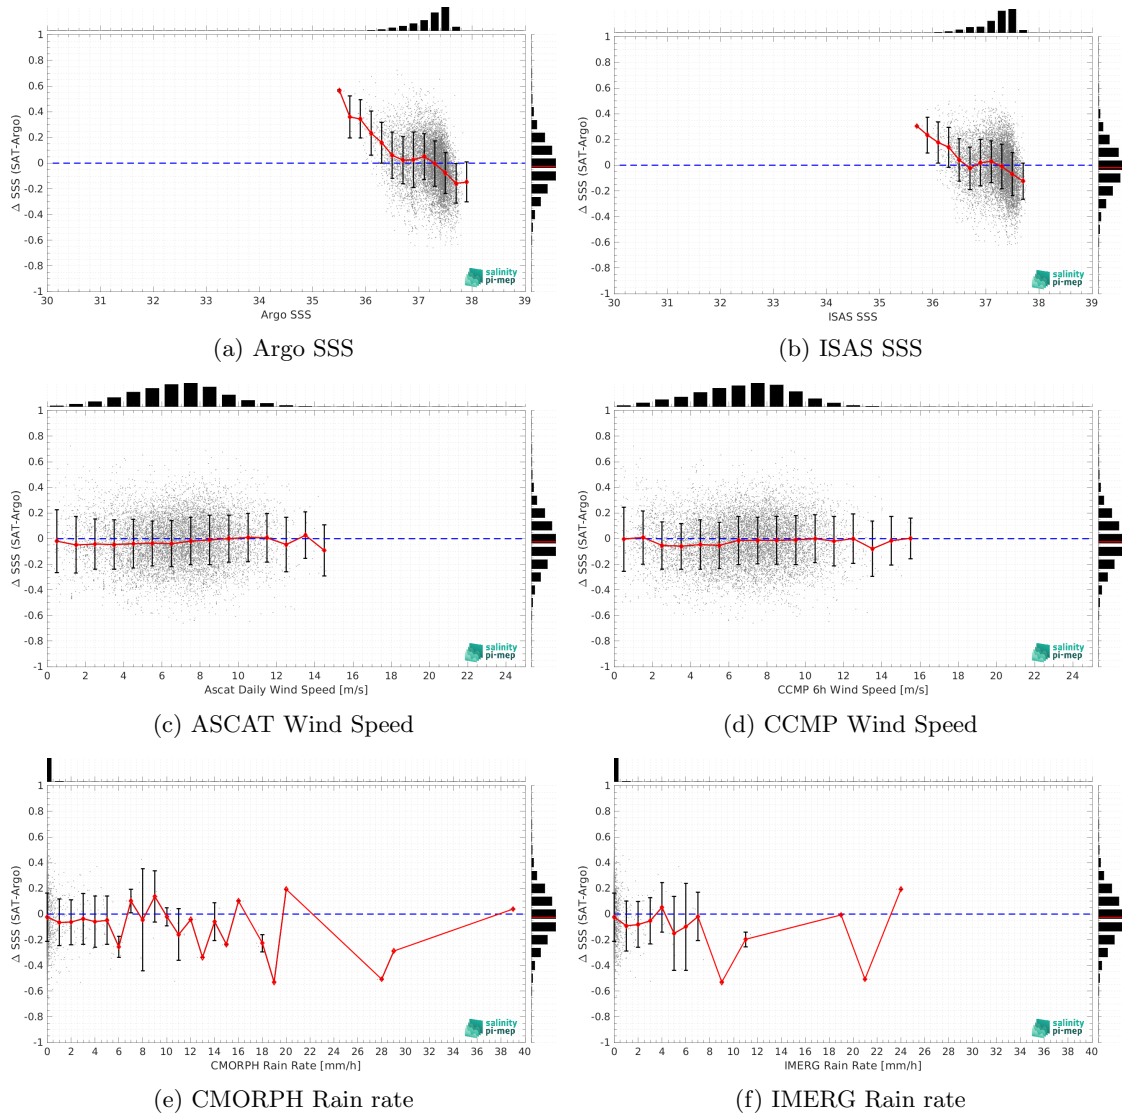 1
0.8
0.6
0.4
0.2
0
-0.2
-0.4
-0.6
-0.8
-1
Δ SSS (SAT-Argo)
30 31 32 33 34 35 36 37 38 39
Argo SSS
salinity
pi-mep
(a) Argo SSS
1
0.8
0.6
0.4
0.2
0
-0.2
-0.4
-0.6
-0.8
-1
Δ SSS (SAT-Argo)
30 31 32 33 34 35 36 37 38 39
ISAS SSS
salinity
pi-mep
(b) ISAS SSS
1
0.8
0.6
0.4
0.2
0
-0.2
-0.4
-0.6
-0.8
-1
Δ SSS (SAT-Argo)
0 2 4 6 8 10 12 14 16 18 20 22 24
Ascat Daily Wind Speed [m/s]
salinity
pi-mep
(c) ASCAT Wind Speed
1
0.8
0.6
0.4
0.2
0
-0.2
-0.4
-0.6
-0.8
-1
Δ SSS (SAT-Argo)
0 2 4 6 8 10 12 14 16 18 20 22 24
CCMP 6h Wind Speed [m/s]
salinity
pi-mep
(d) CCMP Wind Speed
1
0.8
0.6
0.4
0.2
0
-0.2
-0.4
-0.6
-0.8
-1
Δ SSS (SAT-Argo)
0 2 4 6 8 10 12 14 16 18 20 22 24 26 28 30 32 34 36 38 40
CMORPH Rain Rate [mm/h]
salinity
pi-mep
(e) CMORPH Rain rate
1
0.8
0.6
0.4
0.2
0
-0.2
-0.4
-0.6
-0.8
-1
Δ SSS (SAT-Argo)
0 2 4 6 8 10 12 14 16 18 20 22 24 26 28 30 32 34 36 38 40
IMERG Rain Rate [mm/h]
salinity
pi-mep
(f) IMERG Rain rate